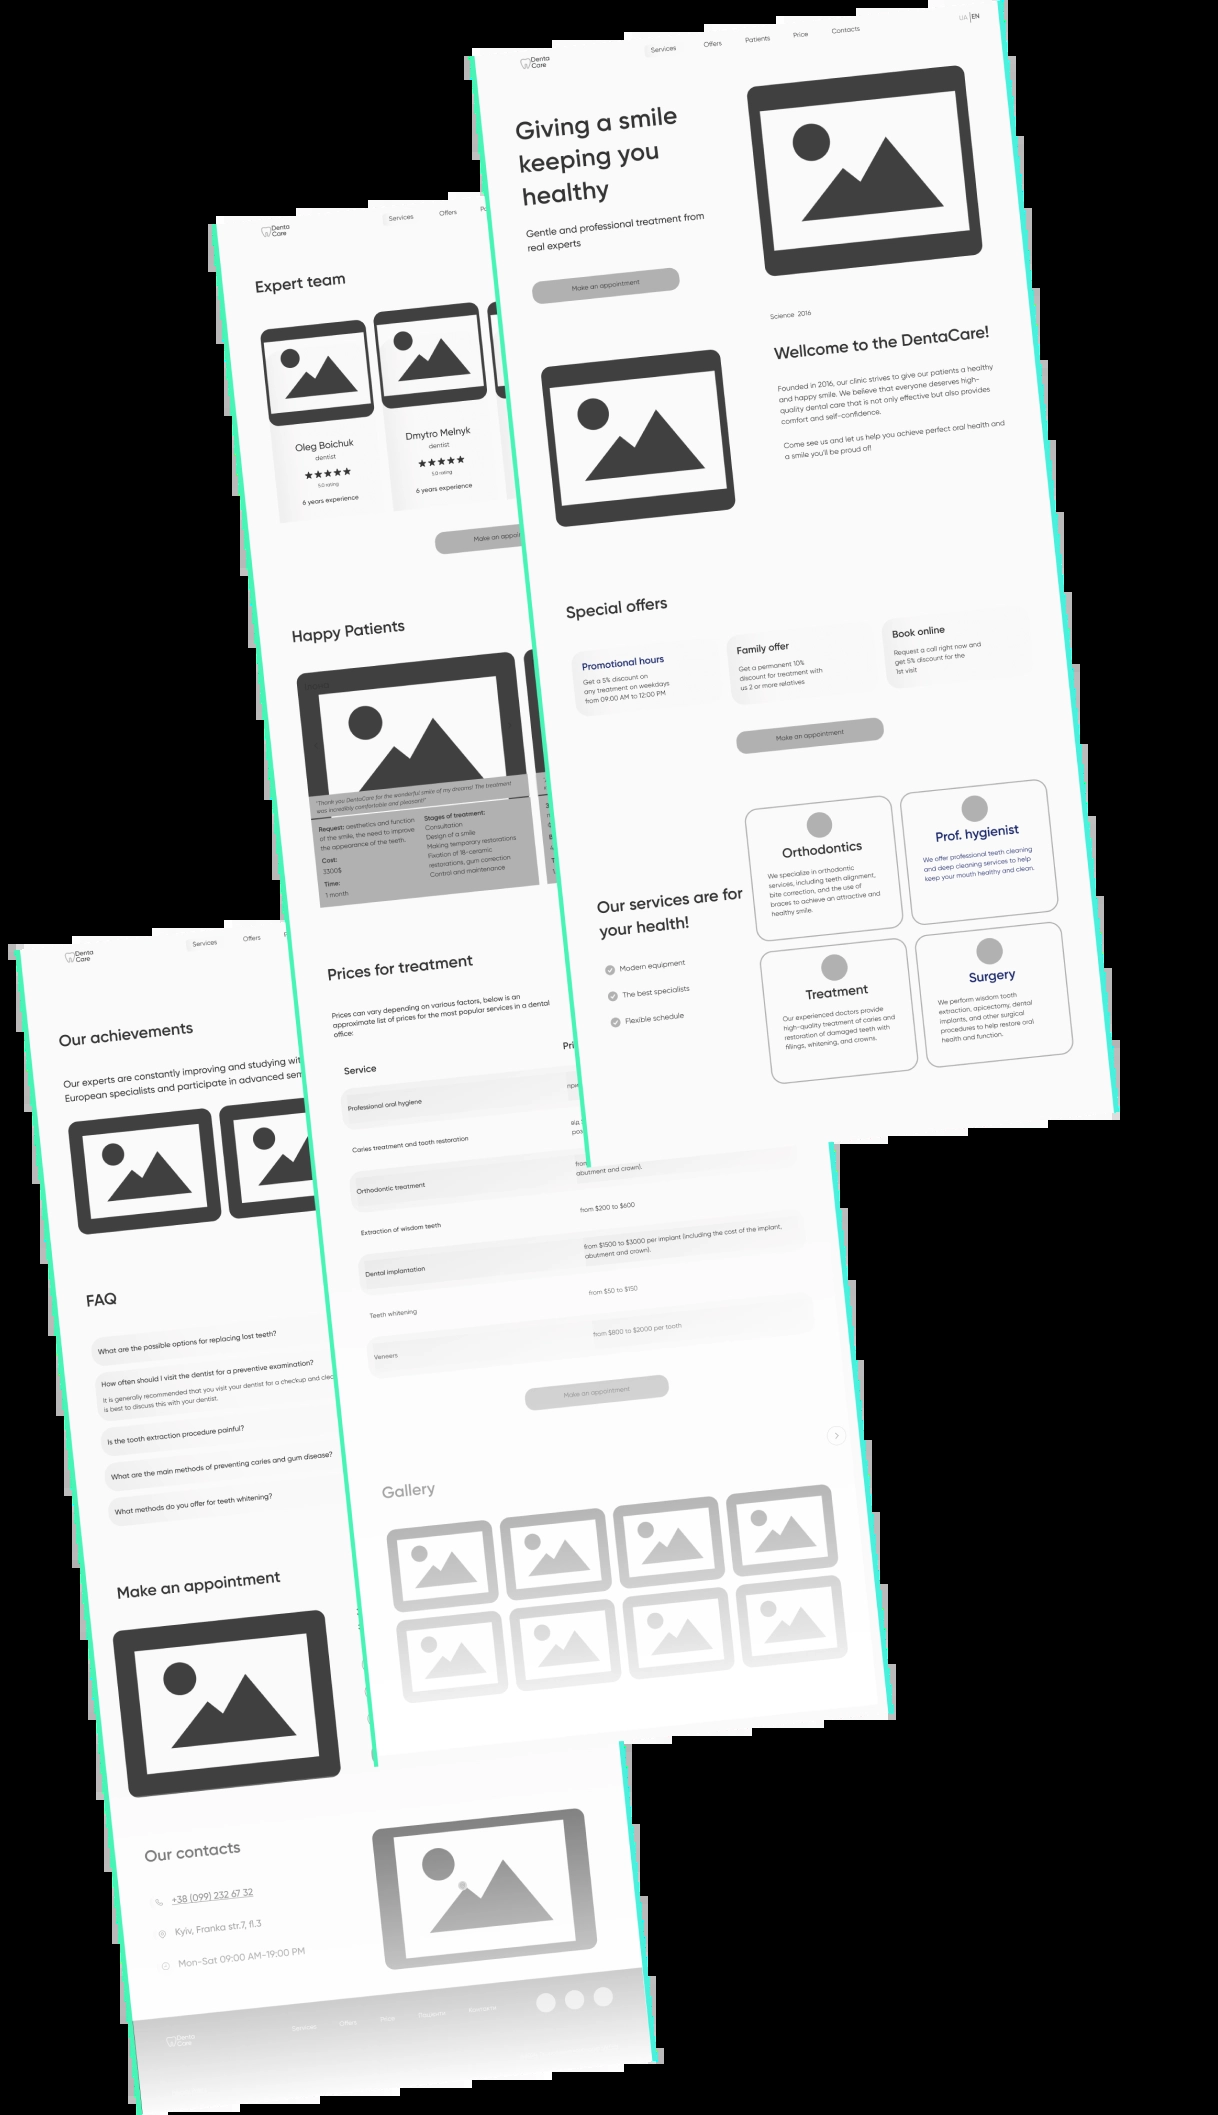 Denta
Care
Services Offers Patients Price Contacts
UA EN
Giving a smile
keeping you
healthy
Gentle and professional treatment from
real experts
Make an appointment
Science 2016
Wellcome to the DentaCare!
Founded in 2016, our clinic strives to give our patients a healthy
and happy smile. We believe that everyone deserves high-
quality dental care that is not only effective but also provides
comfort and self-confidence.
Come see us and let us help you achieve perfect oral health and
a smile you'll be proud of!
Special offers
Promotional hours
Get a 5% discount on
any treatment on weekdays
from 09:00 AM to 12:00 PM
Family offer
Get a permanent 10%
discount for treatment with
us 2 or more relatives
Book online
Request a call right now and
get 5% discount for the
1st visit
Make an appointment
Our services are for
your health!
Modern equipment
The best specialists
Flexible schedule
Orthodontics
We specialize in orthodontic
services, including teeth alignment,
bite correction, and the use of
braces to achieve an attractive and
healthy smile.
Prof. hygienist
We offer professional teeth cleaning
and deep cleaning services to help
keep your mouth healthy and clean.
Treatment
Our experienced doctors provide
high-quality treatment of caries and
restoration of damaged teeth with
fillings, whitening, and crowns.
Surgery
We perform wisdom tooth
extraction, apicectomy, dental
implants, and other surgical
procedures to help restore oral
health and function.
Denta
Care
Services Offers
Expert team
Oleg Boichuk
dentist
5.0 rating
6 years experience
Dmytro Melnyk
dentist
5.0 rating
6 years experience
Make an
Happy Patients
"Thank you DentaCare for the wonderful smile of my dreams! The treatment
was incredibly comfortable and pleasant!"
Request: aesthetics and function
of the smile, the need to improve
the appearance of the teeth.
Cost:
3300$
Time:
1 month
Stages of treatment:
Consultation
Design of a smile
Making temporary restorations
Fixation of 18-ceramic
restorations, gum correction
Control and maintenance
Prices for treatment
Prices can vary depending on various factors, below is an
approximate list of prices for the most popular services in a dental
office:
Service
Professional oral hygiene
Caries treatment and tooth restoration
Orthodontic treatment
abutment and crown).
Extraction of wisdom teeth
from $200 to $600
Dental implantation
from $1500 to $3000 per implant (including the cost of the implant,
abutment and crown).
Teeth whitening
from $50 to $150
Veneers
from $800 to $2000 per tooth
Make an appointment
Gallery
Denta
Care
Services Offers
Our achievements
Our experts are constantly improving and studying
European specialists and participate in advanced
FAQ
What are the possible options for replacing lost teeth?
How often should I visit the dentist for a preventive examination?
It is generally recommended that you visit your dentist for a checkup and
is best to discuss this with your dentist.
Is the tooth extraction procedure painful?
What are the main methods of preventing caries and gum disease?
What methods do you offer for teeth whitening?
Make an appointment
Our contacts
+38 (099) 232 67 32
Kyiv, Franka str.7, fl.3
Mon-Sat 09:00 AM-19:00 PM
Denta
Care
Services Offers Price